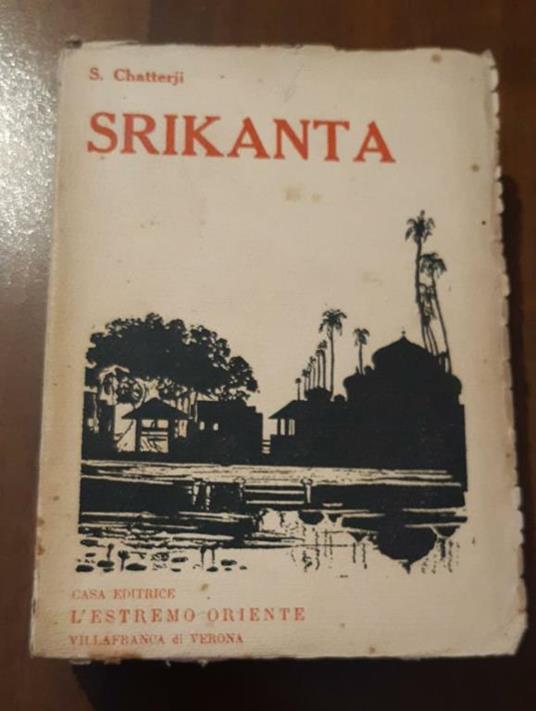 S. Chatterji
SRIKANTA
CASA EDITRICE
L'ESTREMO ORIENTE
VILLAFRANCA di VERONA